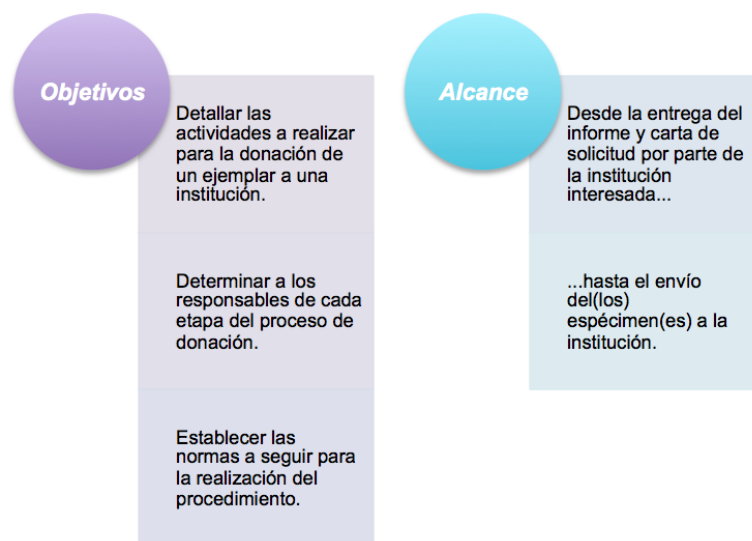 Objetivos
Detallar las
actividades a realizar
para la donación de
un ejemplar a una
institución.
Determinar a los
responsables de cada
etapa del proceso de
donación.
Establecer las
normas a seguir para
la realización del
procedimiento.
Alcance
Desde la entrega del
informe y carta de
solicitud por parte de
la institución
interesada...
...hasta el envío
del(los)
espécimen(es) a la
institución.